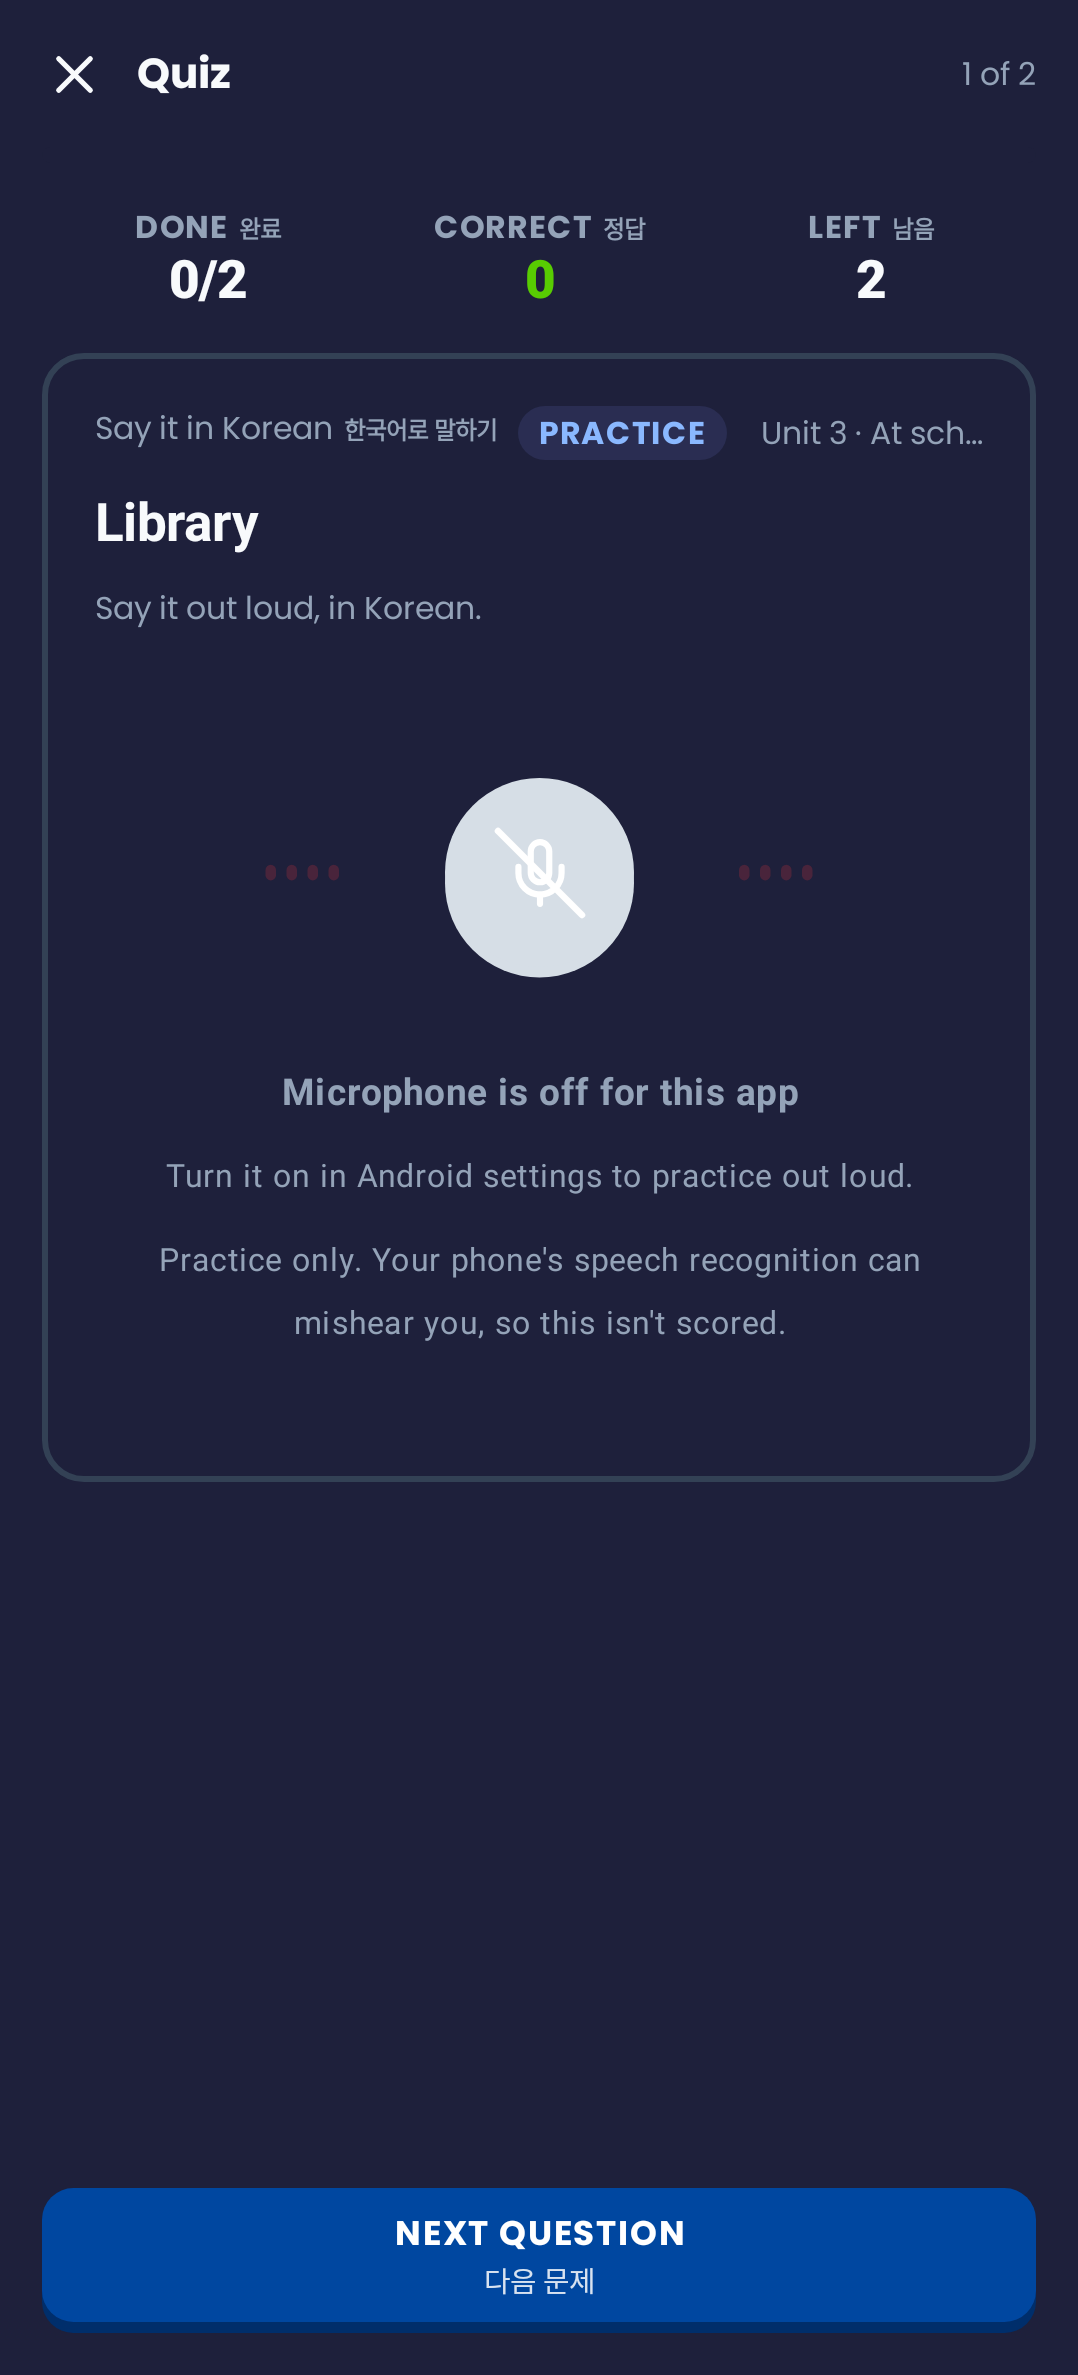 Quiz
1 of 2
DONE 완료
CORRECT 정답
LEFT 남음
0/2
0
2
Say it in Korean 한국어로 말하기
PRACTICE
Unit 3 · At sch...
Library
Say it out loud, in Korean.
Microphone is off for this app
Turn it on in Android settings to practice out loud.
Practice only. Your phone's speech recognition can
mishear you, so this isn't scored.
NEXT QUESTION
다음 문제